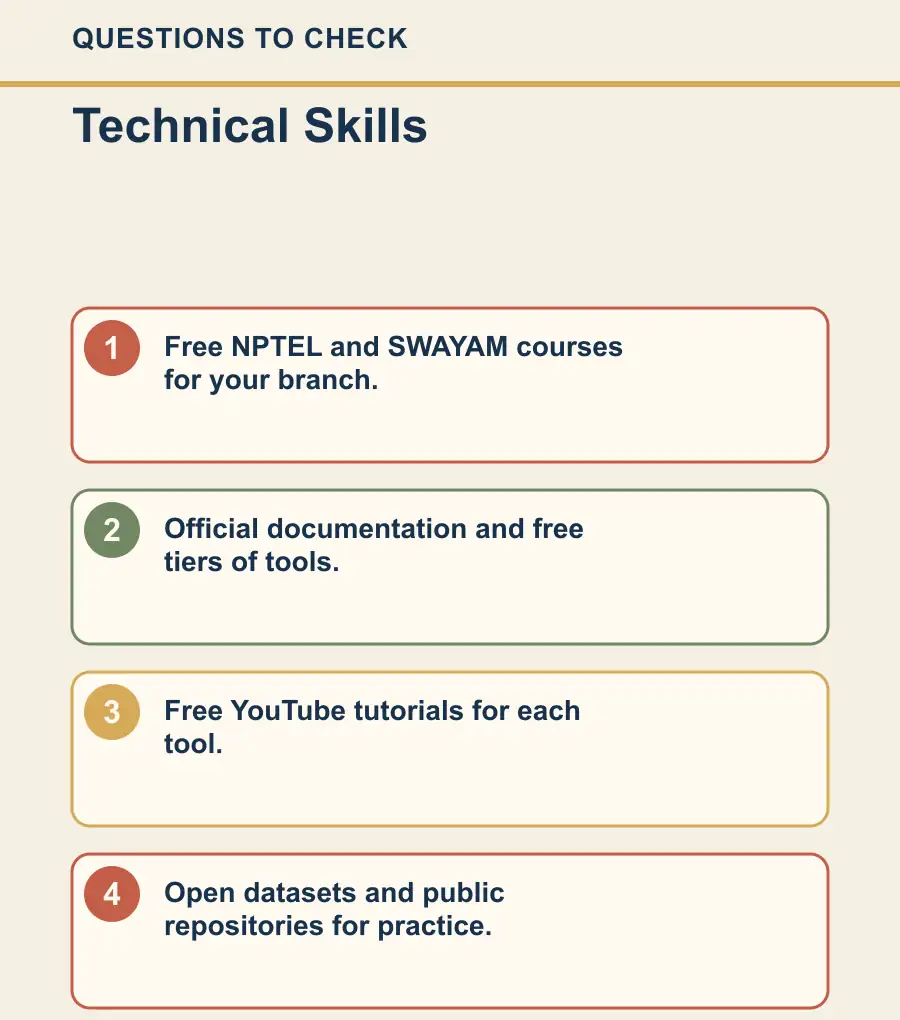 QUESTIONS TO CHECK
Technical Skills
1
Free NPTEL and SWAYAM courses
for your branch.
2
Official documentation and free
tiers of tools.
3
Free YouTube tutorials for each
tool.
4
Open datasets and public
repositories for practice.